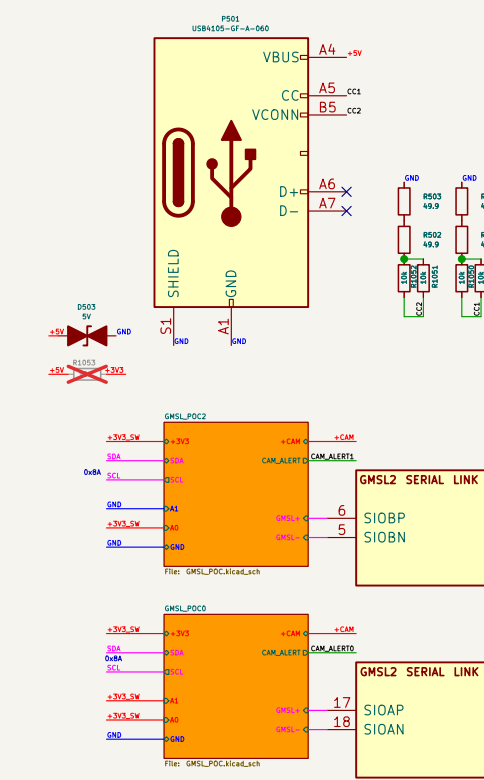 P501
USB4105-GF-A-060
VBUS A4 +5V
CC A5 CC1
VCONN B5 CC2
D+ A6
D- A7
SHIELD
GND
S1 GND
A1 GND
GND
R503
49.9
R502
49.9
10k R1052
10k R1051
CC2
GND
10k R1050
10k
CC1
D503
5V
+5V GND
R1053
+5V +3V3
GMSL_POC2
+3V3_SW +3V3 +CAM +CAM
SDA SDA CAM_ALERT CAM_ALERT1
0x8A SCL SCL
GND A1
+3V3_SW A0
GND GND
GMSL+
GMSL-
File: GMSL_POC.kicad_sch
GMSL2 SERIAL LINK
6 SIOBP
5 SIOBN
GMSL_POC0
+3V3_SW +3V3 +CAM +CAM
SDA SDA CAM_ALERT CAM_ALERT0
0x8A
SCL SCL
+3V3_SW A1
+3V3_SW A0
GND GND
GMSL+
GMSL-
File: GMSL_POC.kicad_sch
GMSL2 SERIAL LINK
17 SIOAP
18 SIOAN